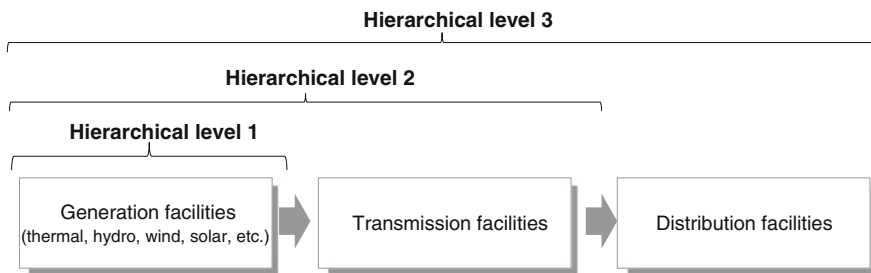 Hierarchical level 3
Hierarchical level 2
Hierarchical level 1
Generation facilities
(thermal, hydro, wind, solar, etc.)
Transmission facilities
Distribution facilities